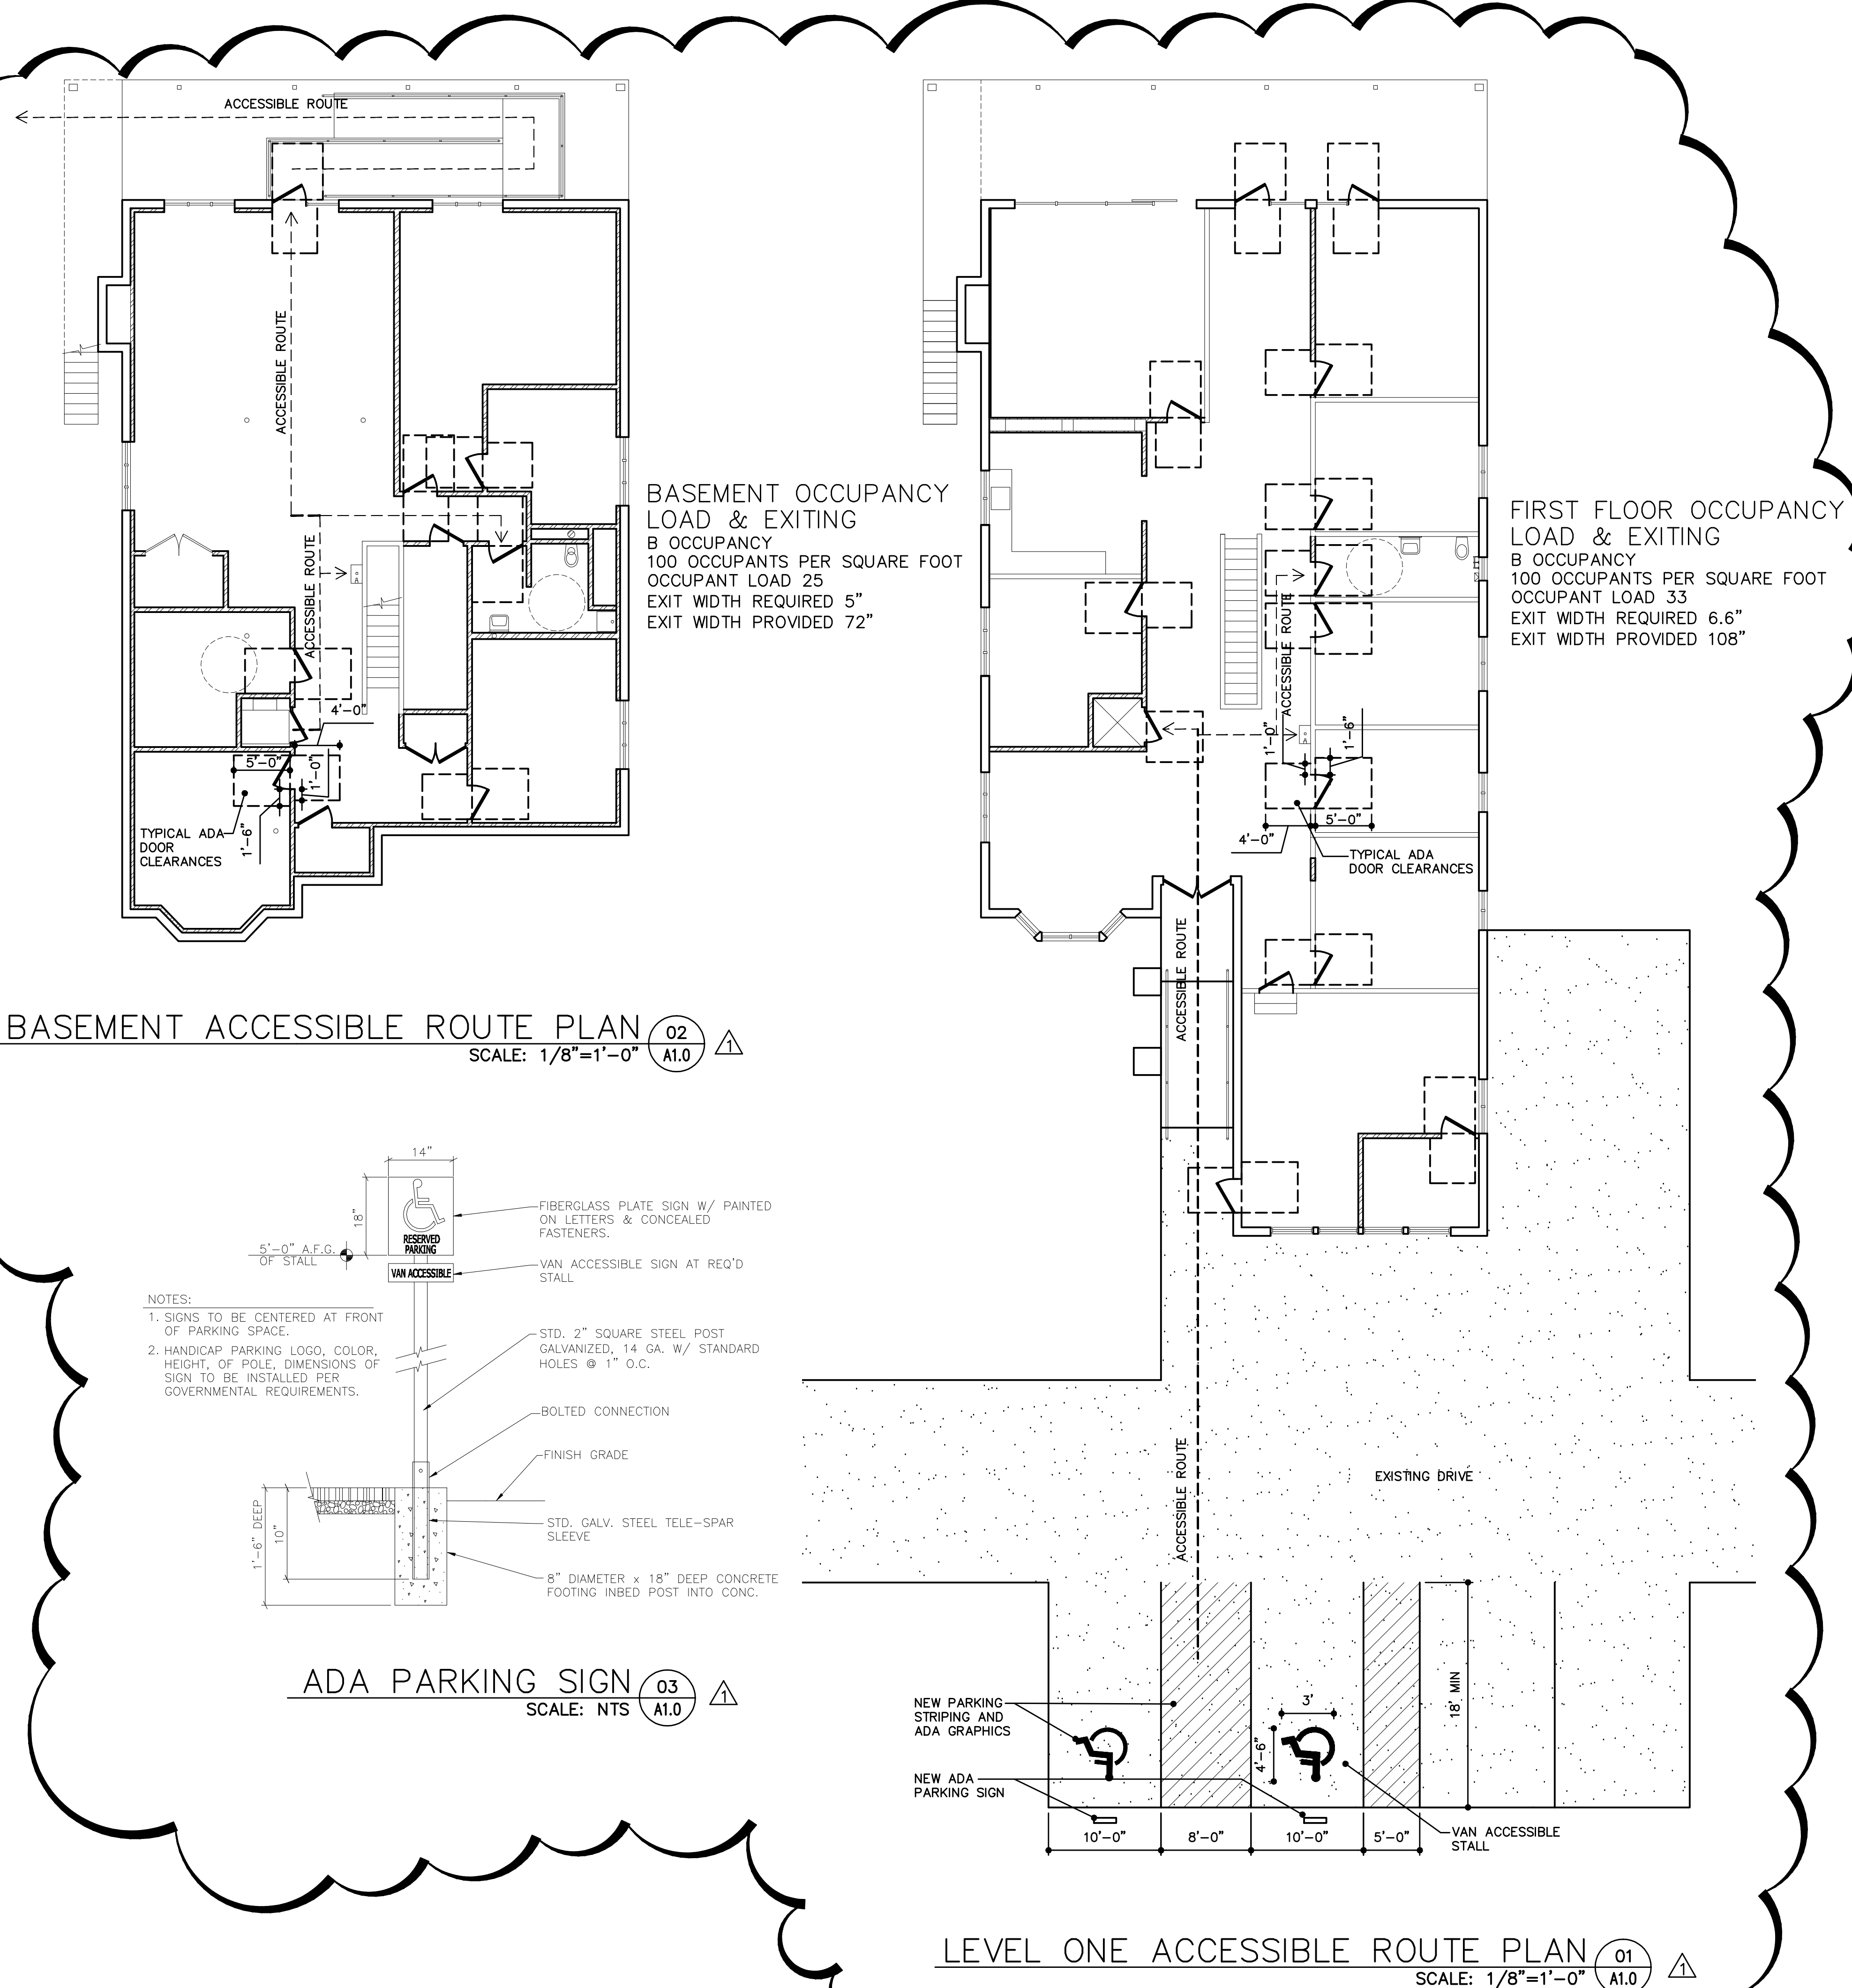 ACCESSIBLE ROUTE
ACCESSIBLE ROUTE
ACCESSIBLE ROUTE
4'-0"
5'-0"
1'-0"
1'-6"
TYPICAL ADA
DOOR
CLEARANCES
BASEMENT OCCUPANCY
LOAD & EXITING
B OCCUPANCY
100 OCCUPANTS PER SQUARE FOOT
OCCUPANT LOAD 25
EXIT WIDTH REQUIRED 5"
EXIT WIDTH PROVIDED 72"
BASEMENT ACCESSIBLE ROUTE PLAN
SCALE: 1/8"=1'-0"
02
A1.0
1
FIRST FLOOR OCCUPANCY
LOAD & EXITING
B OCCUPANCY
100 OCCUPANTS PER SQUARE FOOT
OCCUPANT LOAD 33
EXIT WIDTH REQUIRED 6.6"
EXIT WIDTH PROVIDED 108"
ACCESSIBLE ROUTE
1'-0"
1'-6"
4'-0"
5'-0"
TYPICAL ADA
DOOR CLEARANCES
ACCESSIBLE ROUTE
ACCESSIBLE ROUTE
EXISTING DRIVE
18' MIN
3'
4'-6"
NEW PARKING
STRIPING AND
ADA GRAPHICS
NEW ADA
PARKING SIGN
10'-0"
8'-0"
10'-0"
5'-0"
VAN ACCESSIBLE
STALL
LEVEL ONE ACCESSIBLE ROUTE PLAN
SCALE: 1/8"=1'-0"
01
A1.0
1
14"
18"
RESERVED
PARKING
VAN ACCESSIBLE
5'-0" A.F.G.
OF STALL
FIBERGLASS PLATE SIGN W/ PAINTED
ON LETTERS & CONCEALED
FASTENERS.
VAN ACCESSIBLE SIGN AT REQ'D
STALL
NOTES:
1. SIGNS TO BE CENTERED AT FRONT
OF PARKING SPACE.
2. HANDICAP PARKING LOGO, COLOR,
HEIGHT, OF POLE, DIMENSIONS OF
SIGN TO BE INSTALLED PER
GOVERNMENTAL REQUIREMENTS.
STD. 2" SQUARE STEEL POST
GALVANIZED, 14 GA. W/ STANDARD
HOLES @ 1" O.C.
BOLTED CONNECTION
FINISH GRADE
STD. GALV. STEEL TELE-SPAR
SLEEVE
8" DIAMETER x 18" DEEP CONCRETE
FOOTING INBED POST INTO CONC.
1'-6" DEEP
10"
ADA PARKING SIGN
SCALE: NTS
03
A1.0
1